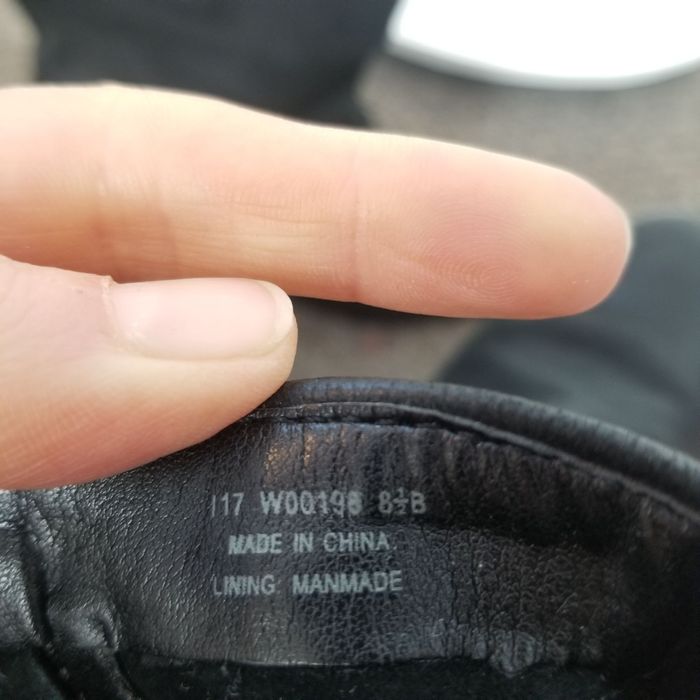 I17 W00198 8½B
MADE IN CHINA.
LINING: MANMADE